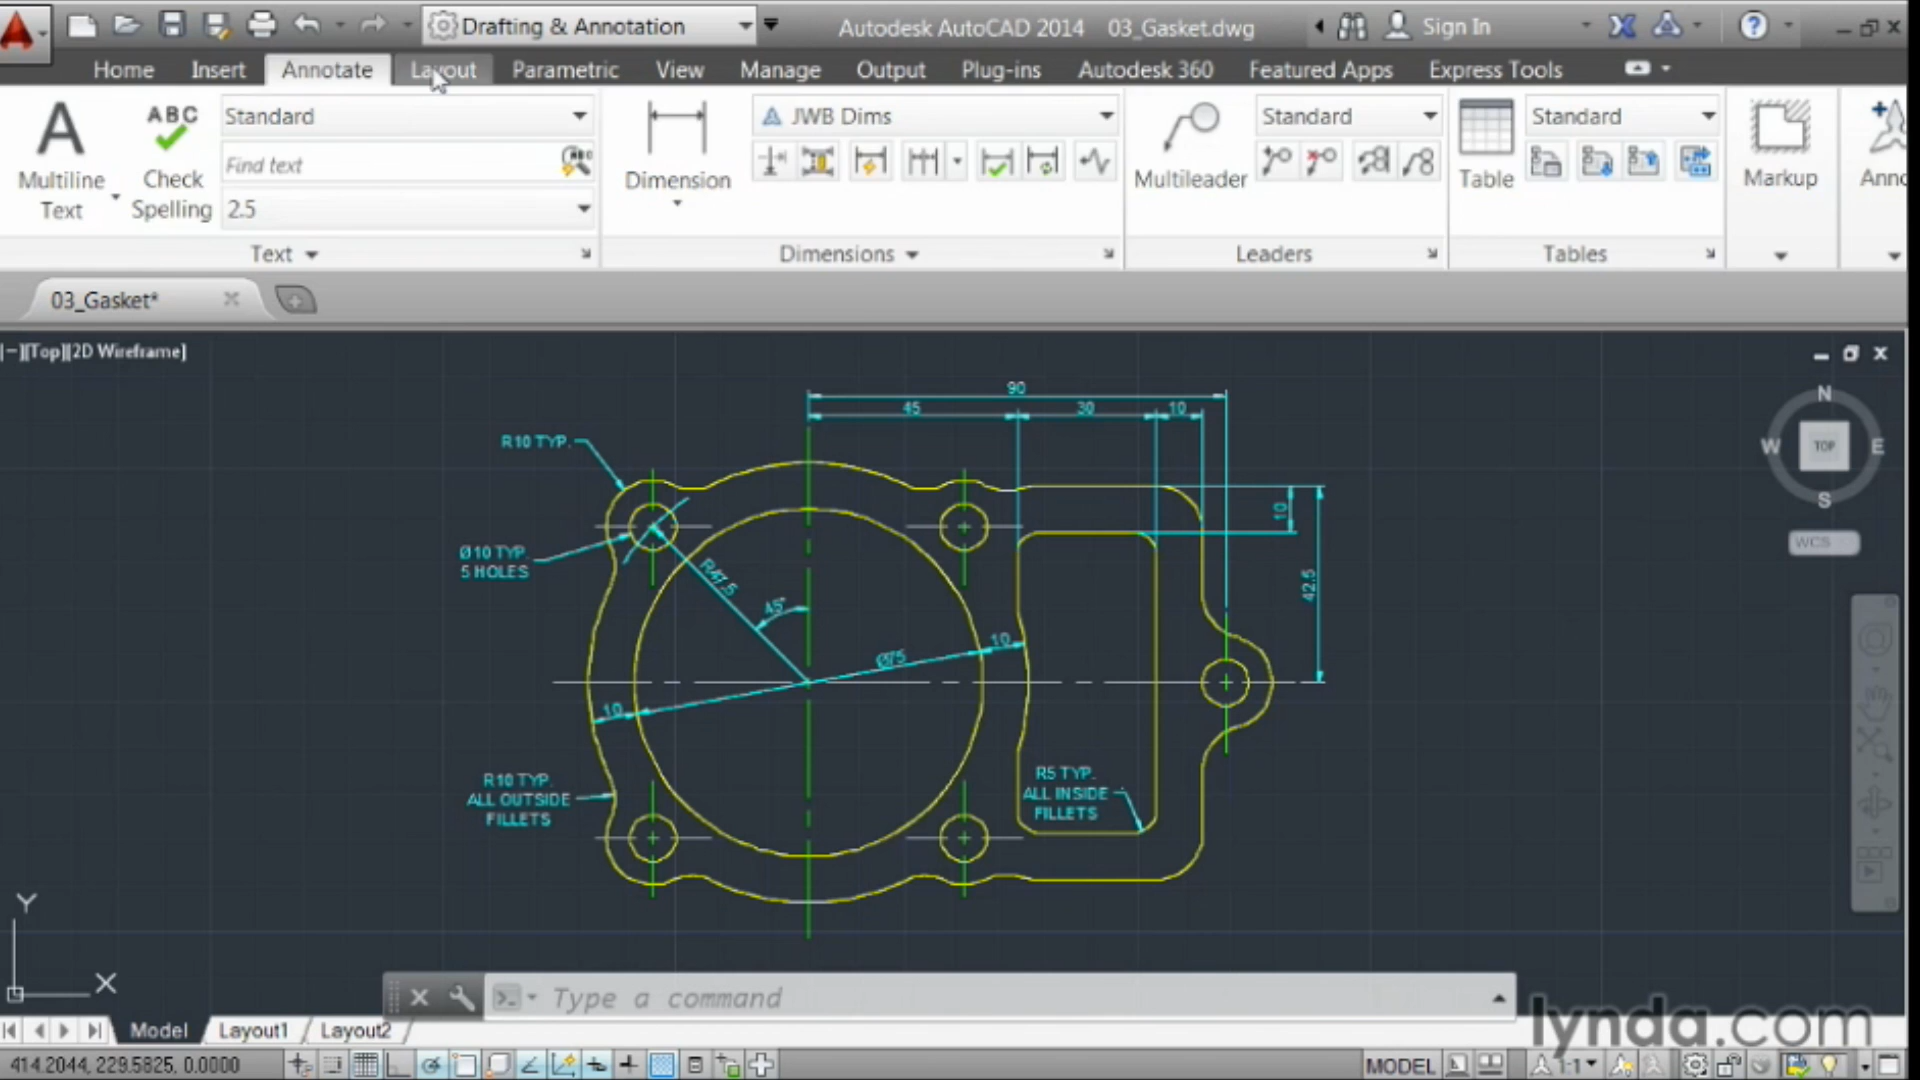 Drafting & Annotation
Autodesk AutoCAD 2014 03_Gasket.dwg
Sign In
Home Insert Annotate Layout Parametric View Manage Output Plug-ins Autodesk 360 Featured Apps Express Tools
A
Multiline
Text
ABC
Check
Spelling
Standard
Find text
2.5
Dimension
JWB Dims
Multileader
Standard
Table
Standard
Markup
Anno
Text Dimensions Leaders Tables
03_Gasket*
[−][Top][2D Wireframe]
N
W TOP E
S
WCS
90
45 30 10
R10 TYP.
10
42.5
Ø10 TYP.
5 HOLES
R47.5
45°
Ø75
10
10
R10 TYP.
ALL OUTSIDE
FILLETS
R5 TYP.
ALL INSIDE
FILLETS
Y
X
Type a command
Model Layout1 Layout2
lynda.com
414.2044, 229.5825, 0.0000
MODEL
1:1